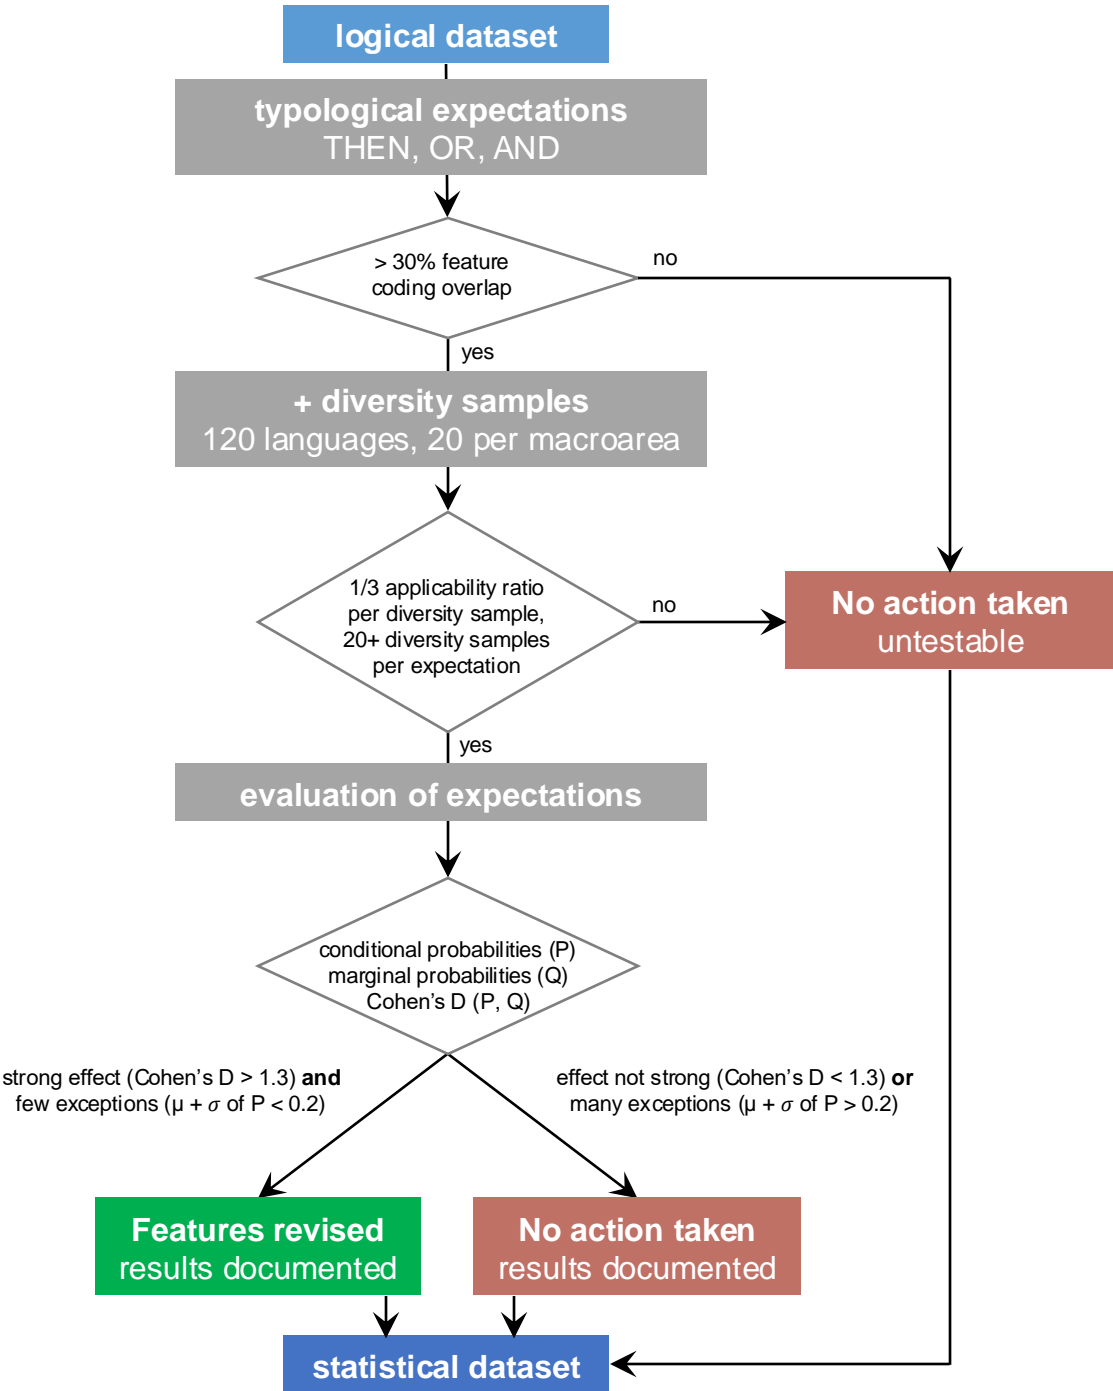 logical dataset
typological expectations
THEN, OR, AND
> 30% feature
coding overlap
no
yes
+ diversity samples
120 languages, 20 per macroarea
1/3 applicability ratio
per diversity sample,
20+ diversity samples
per expectation
no
No action taken
untestable
yes
evaluation of expectations
conditional probabilities (P)
marginal probabilities (Q)
Cohen's D (P, Q)
strong effect (Cohen's D > 1.3) and
few exceptions (μ + σ of P < 0.2)
effect not strong (Cohen's D < 1.3) or
many exceptions (μ + σ of P > 0.2)
Features revised
results documented
No action taken
results documented
statistical dataset